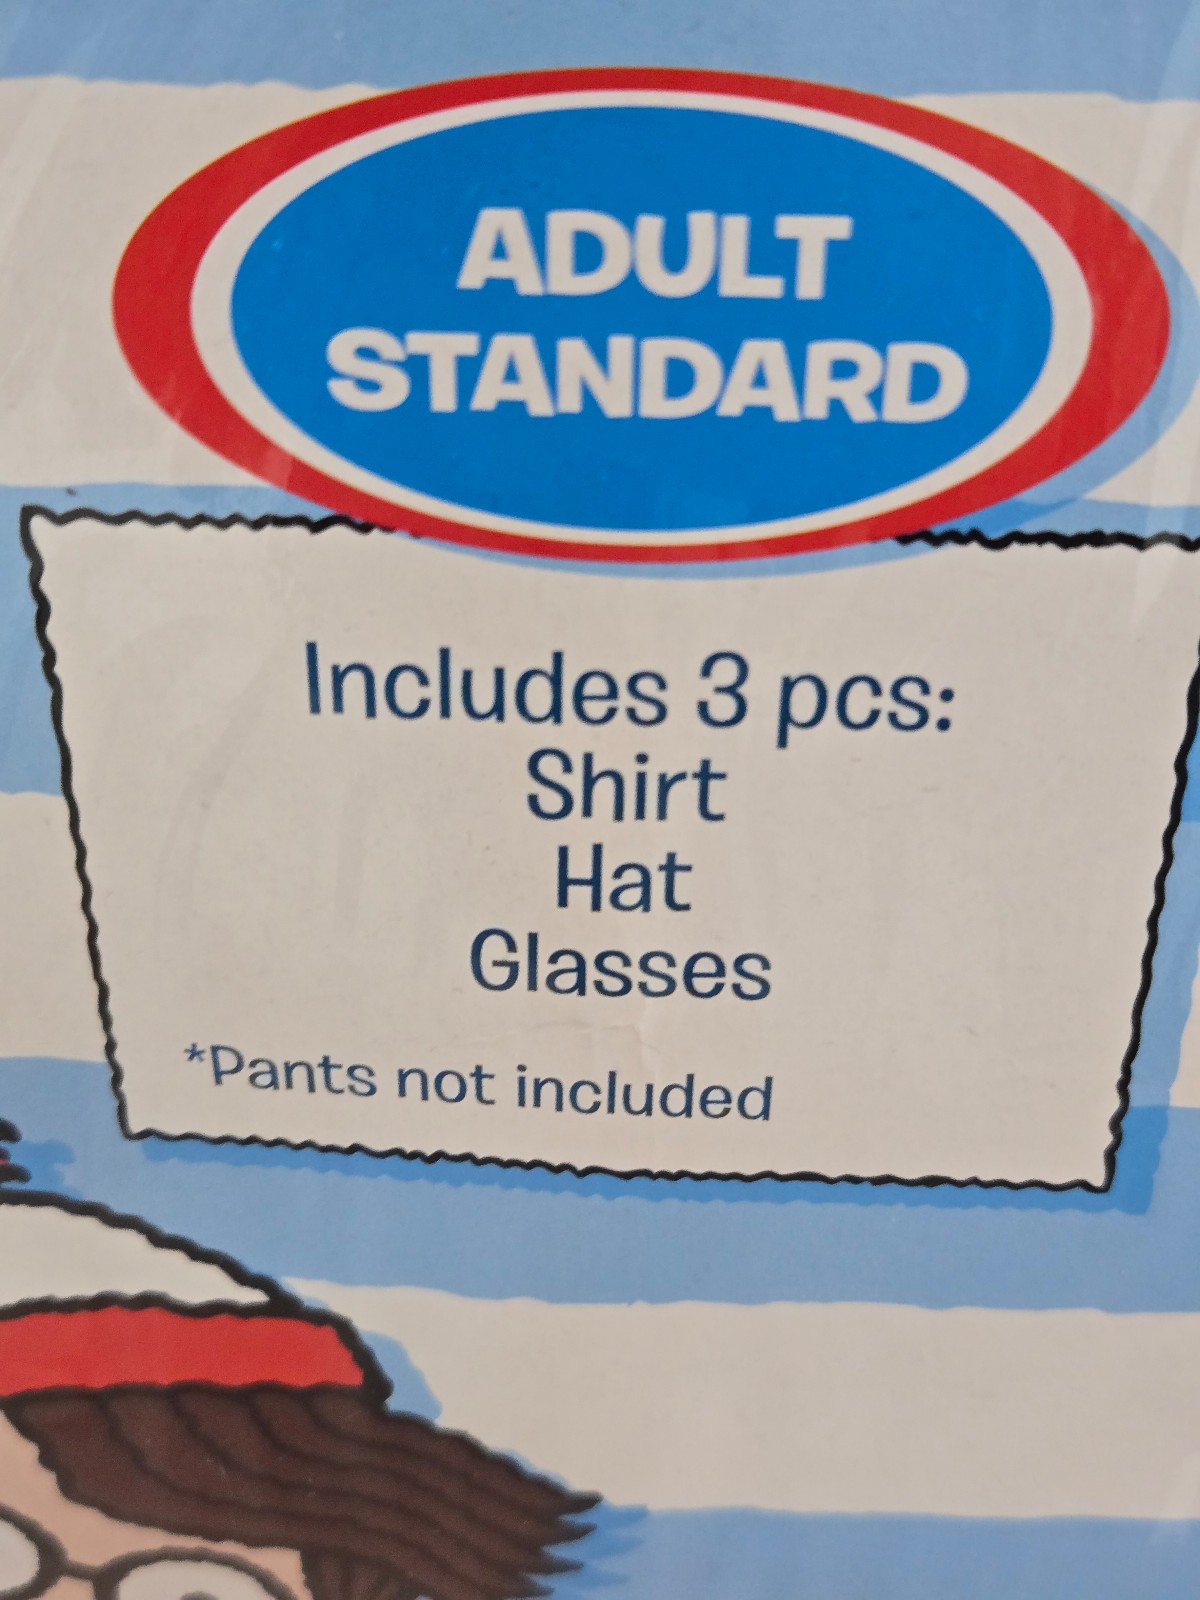 ADULT
STANDARD
Includes 3 pcs:
Shirt
Hat
Glasses
*Pants not included